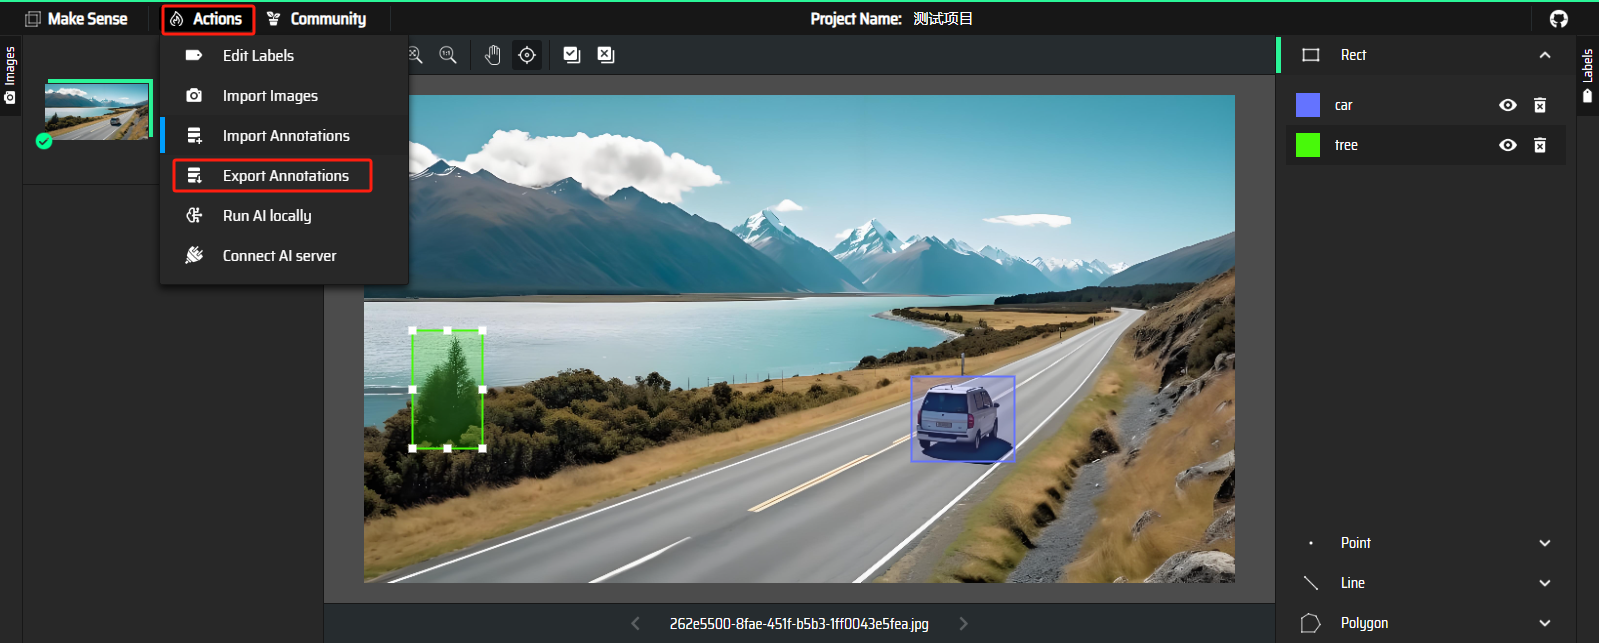 Make Sense
Actions
Community
Project Name: 测试项目
Images
Edit Labels
Import Images
Import Annotations
Export Annotations
Run AI locally
Connect AI server
1:1
Rect
car
tree
Labels
Point
Line
Polygon
262e5500-8fae-451f-b5b3-1ff0043e5fea.jpg